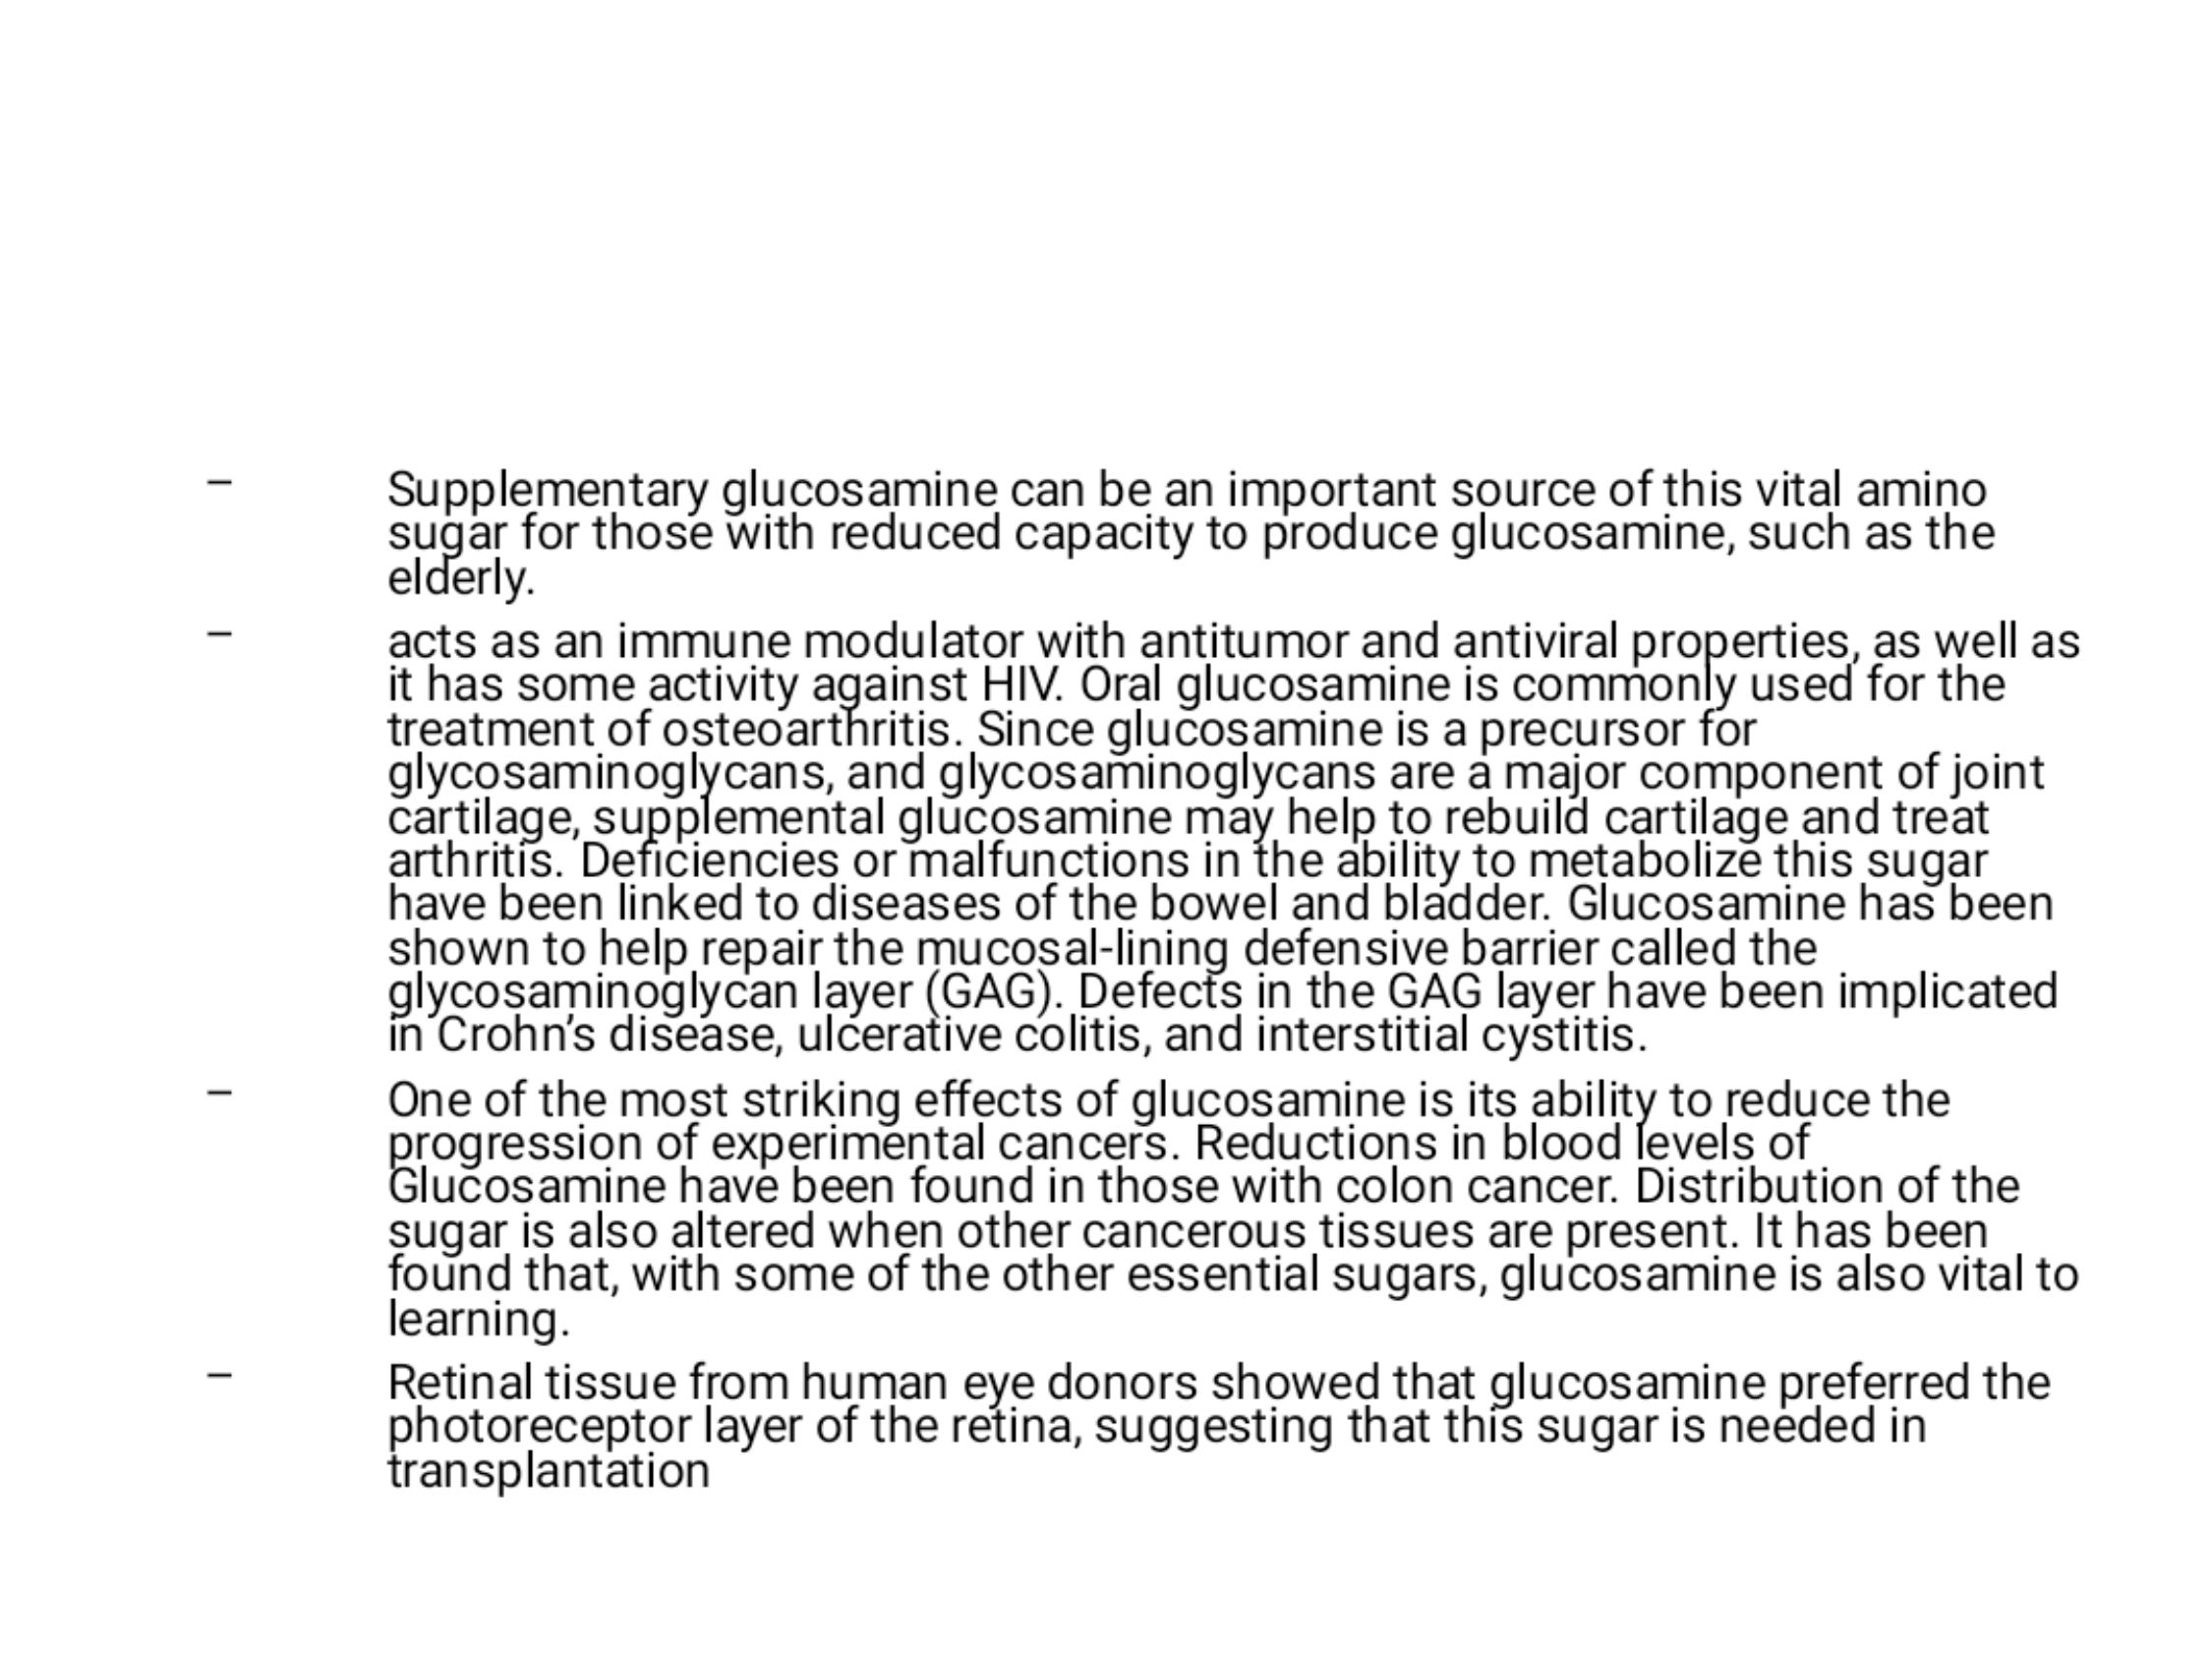 – Supplementary glucosamine can be an important source of this vital amino
sugar for those with reduced capacity to produce glucosamine, such as the
elderly.
– acts as an immune modulator with antitumor and antiviral properties, as well as
it has some activity against HIV. Oral glucosamine is commonly used for the
treatment of osteoarthritis. Since glucosamine is a precursor for
glycosaminoglycans, and glycosaminoglycans are a major component of joint
cartilage, supplemental glucosamine may help to rebuild cartilage and treat
arthritis. Deficiencies or malfunctions in the ability to metabolize this sugar
have been linked to diseases of the bowel and bladder. Glucosamine has been
shown to help repair the mucosal-lining defensive barrier called the
glycosaminoglycan layer (GAG). Defects in the GAG layer have been implicated
in Crohn’s disease, ulcerative colitis, and interstitial cystitis.
– One of the most striking effects of glucosamine is its ability to reduce the
progression of experimental cancers. Reductions in blood levels of
Glucosamine have been found in those with colon cancer. Distribution of the
sugar is also altered when other cancerous tissues are present. It has been
found that, with some of the other essential sugars, glucosamine is also vital to
learning.
– Retinal tissue from human eye donors showed that glucosamine preferred the
photoreceptor layer of the retina, suggesting that this sugar is needed in
transplantation